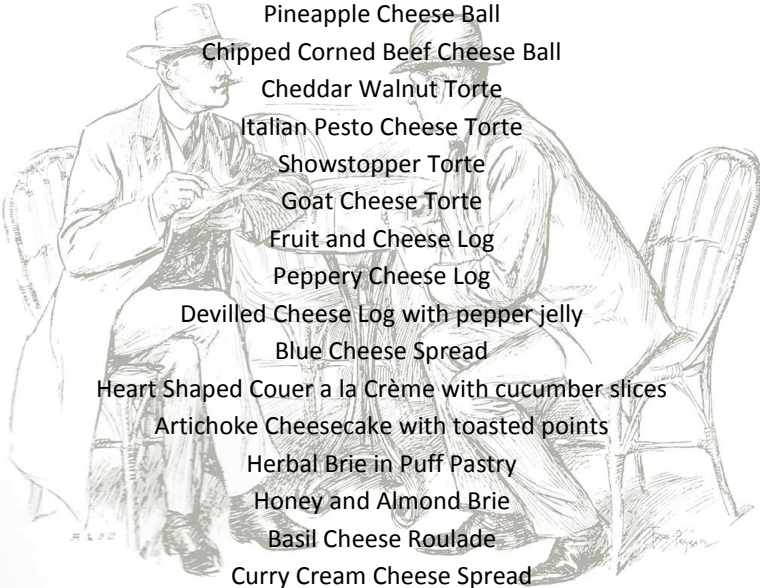 Pineapple Cheese Ball
Chipped Corned Beef Cheese Ball
Cheddar Walnut Torte
Italian Pesto Cheese Torte
Showstopper Torte
Goat Cheese Torte
Fruit and Cheese Log
Peppery Cheese Log
Devilled Cheese Log with pepper jelly
Blue Cheese Spread
Heart Shaped Couer a la Crème with cucumber slices
Artichoke Cheesecake with toasted points
Herbal Brie in Puff Pastry
Honey and Almond Brie
Basil Cheese Roulade
Curry Cream Cheese Spread